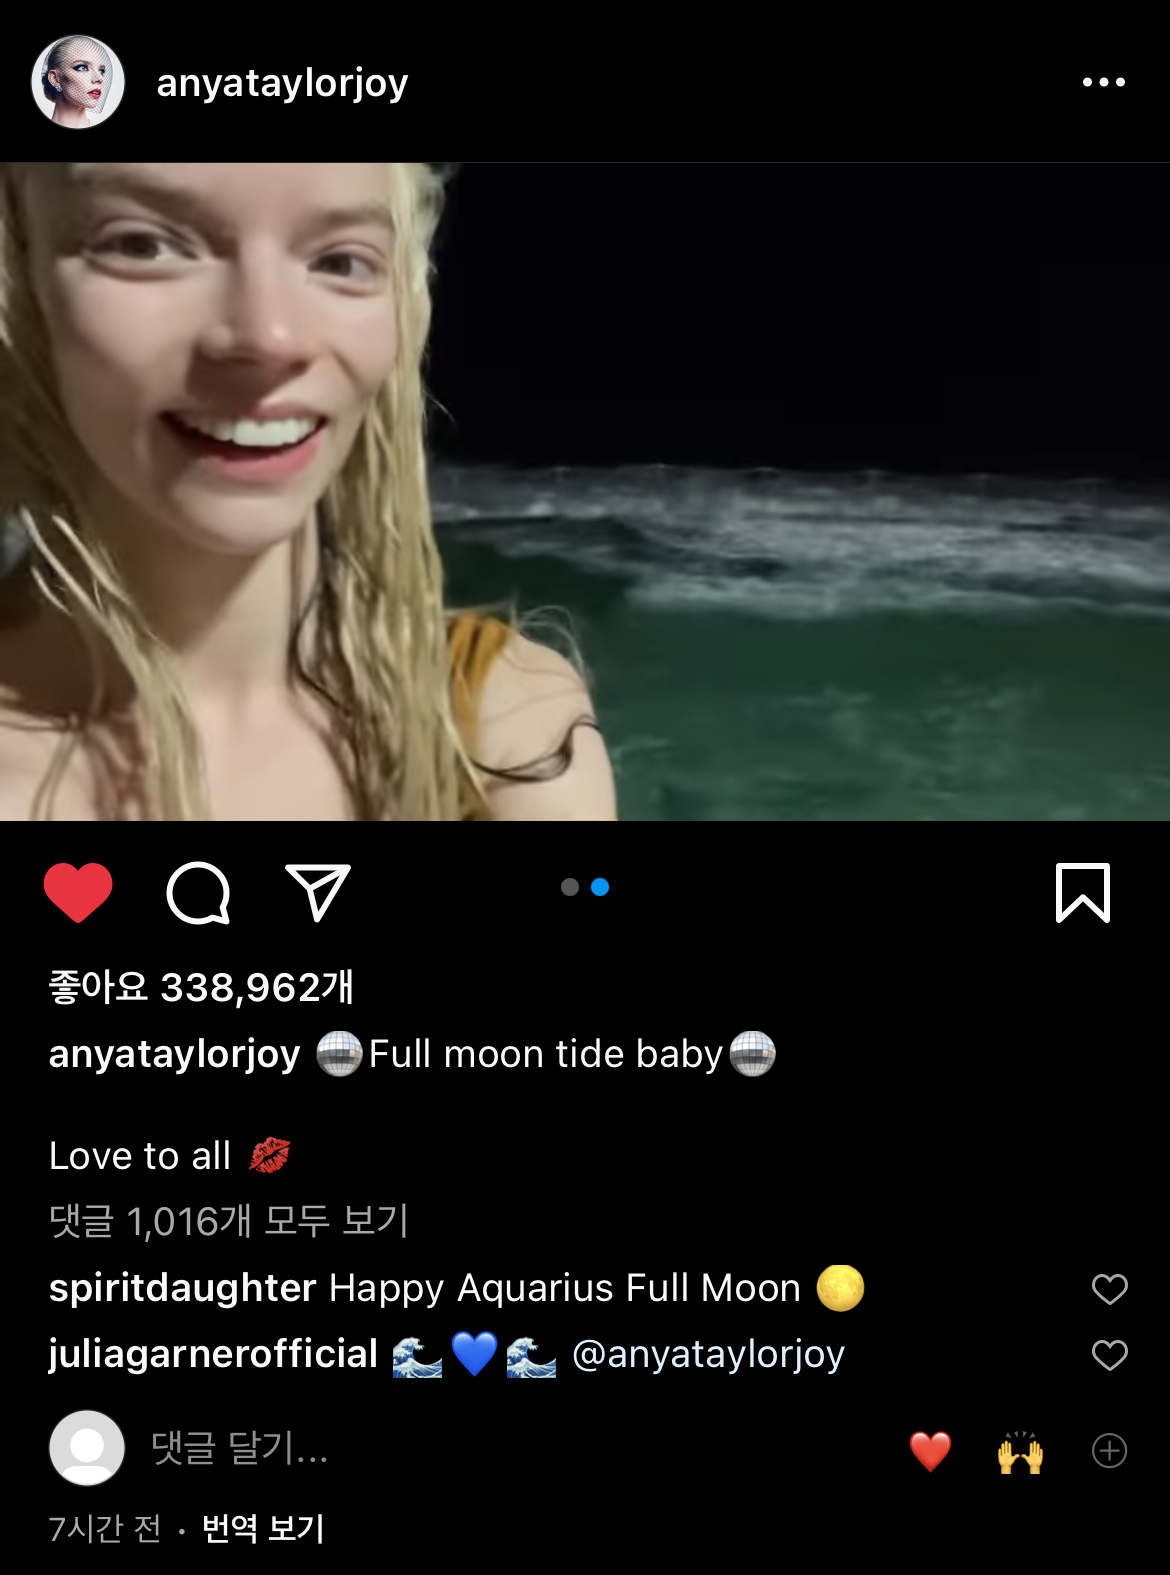 anyataylorjoy
좋아요 338,962개
anyataylorjoy 🪩Full moon tide baby🪩
Love to all 💋
댓글 1,016개 모두 보기
spiritdaughter Happy Aquarius Full Moon 🌕
juliagarnerofficial 🌊💙🌊 @anyataylorjoy
댓글 달기...
7시간 전 · 번역 보기